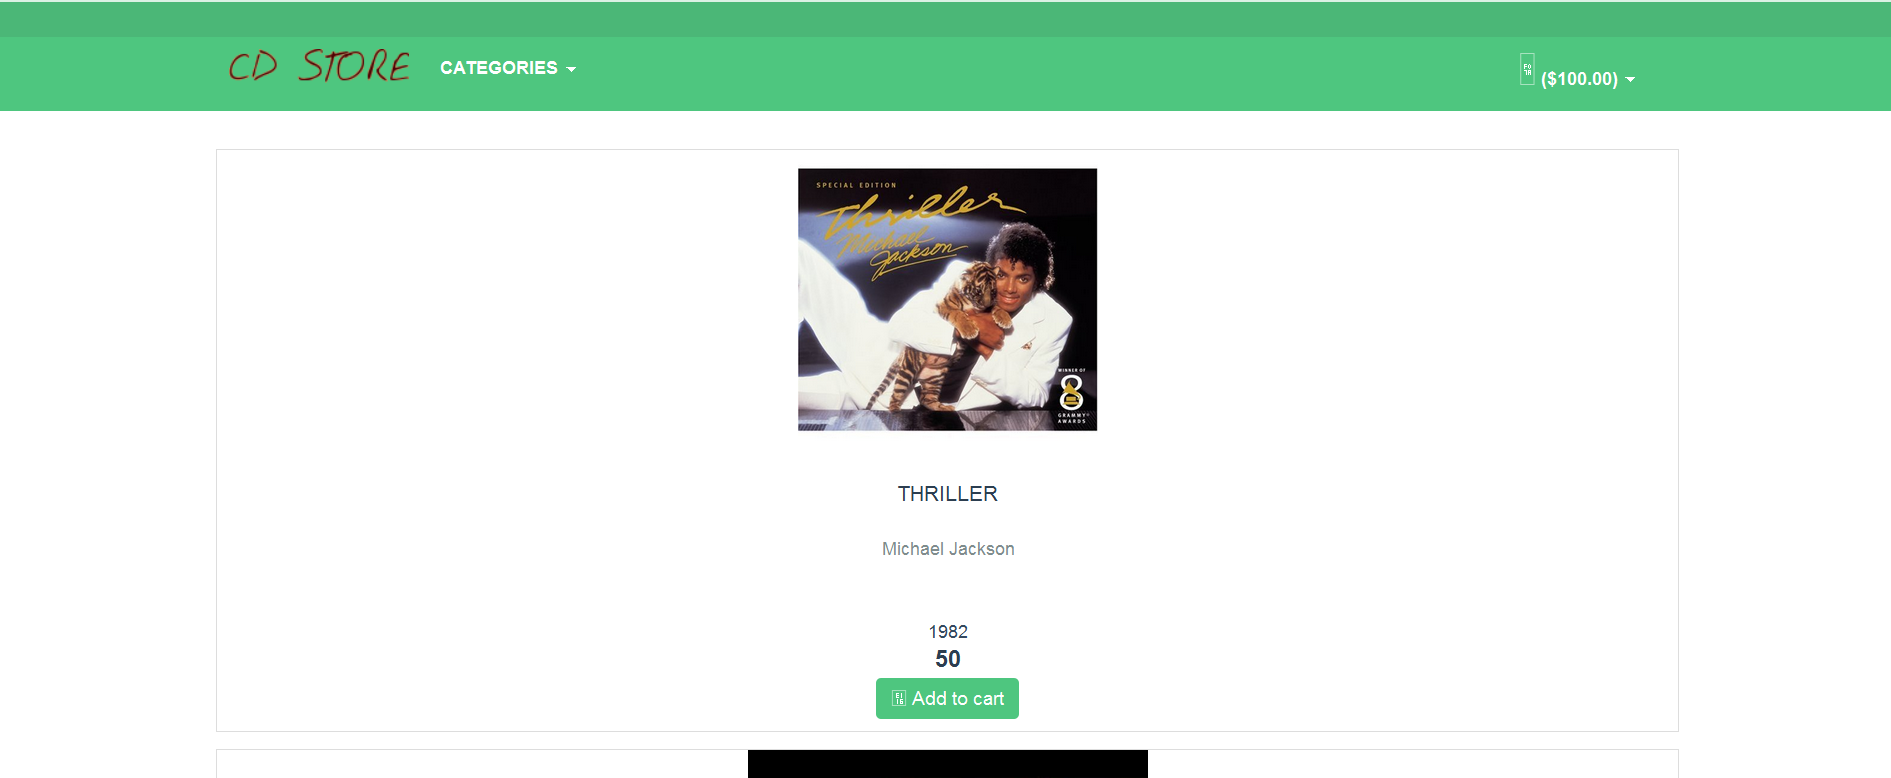 CD STORE
CATEGORIES
($100.00)
SPECIAL EDITION
Thriller
Michael
Jackson
WINNER OF
8
GRAMMY
AWARDS
THRILLER
Michael Jackson
1982
50
Add to cart